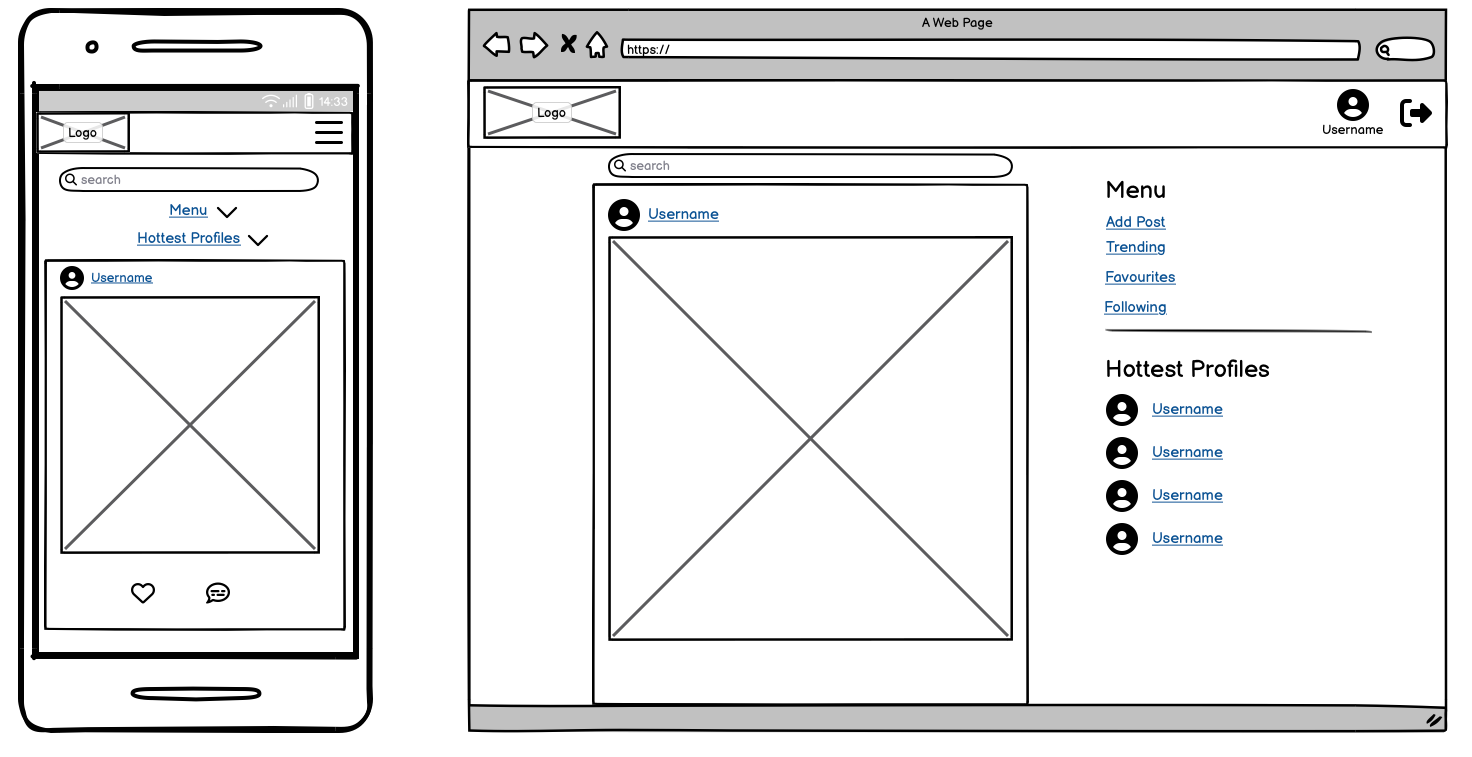 14:33
Logo
search
Menu
Hottest Profiles
Username
A Web Page
https://
Logo
Username
search
Username
Menu
Add Post
Trending
Favourites
Following
Hottest Profiles
Username
Username
Username
Username